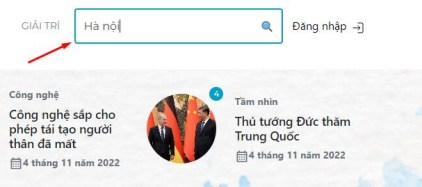 GIẢI TRÍ
Hà nội
Đăng nhập
Công nghệ
Công nghệ sắp cho
phép tái tạo người
thân đã mất
4 tháng 11 năm 2022
4
Tầm nhìn
Thủ tướng Đức thăm
Trung Quốc
4 tháng 11 năm 2022